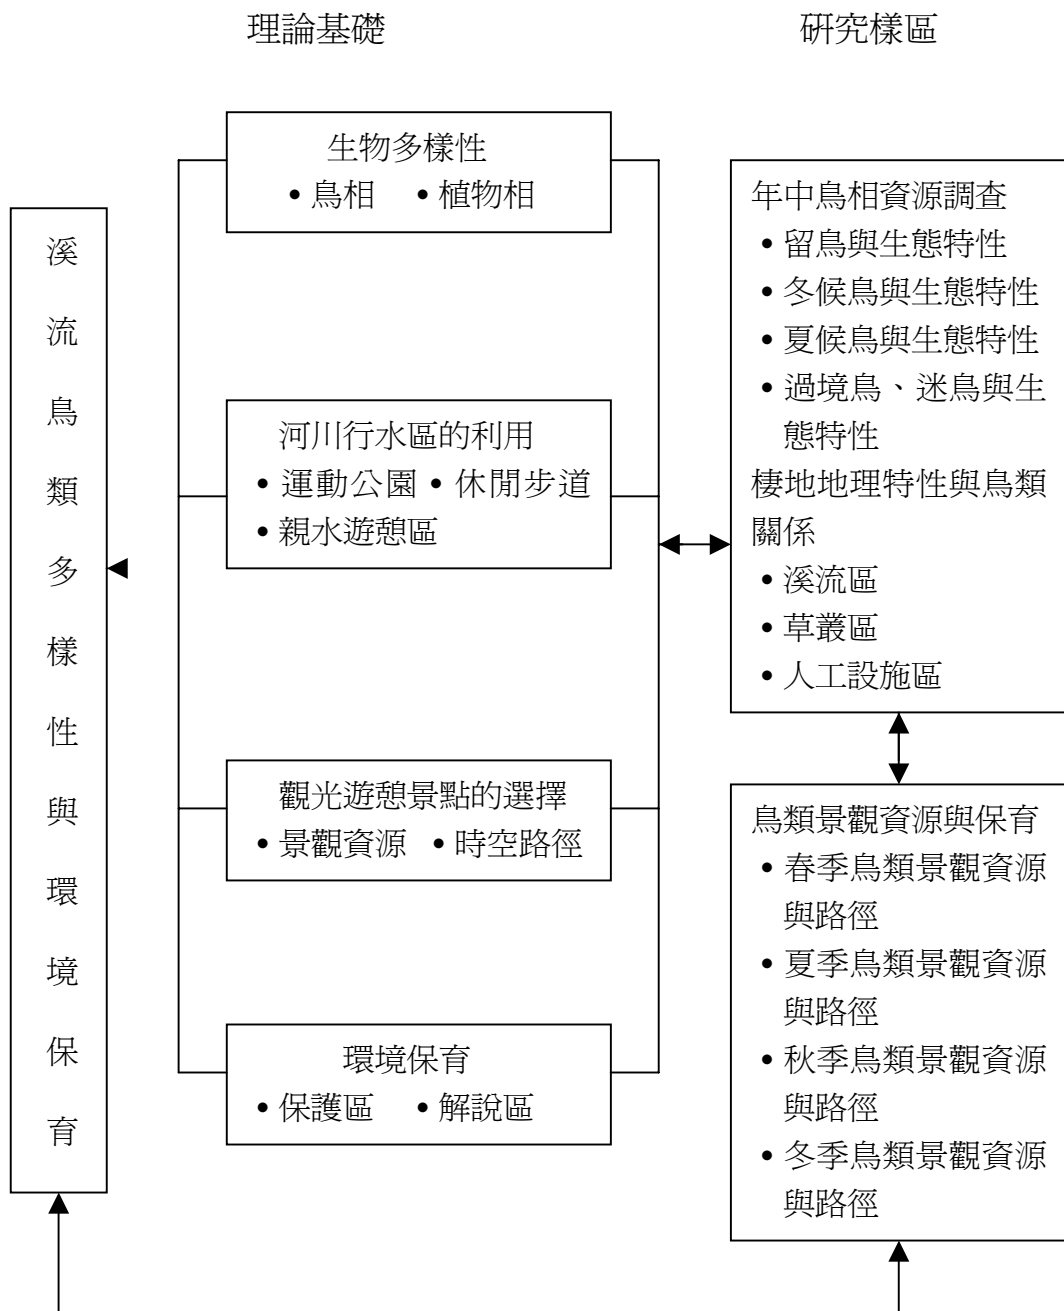 理論基礎
研究樣區
溪流鳥類多樣性與環境保育
生物多樣性
•鳥相 •植物相
河川行水區的利用
•運動公園•休閒步道
•親水遊憩區
觀光遊憩景點的選擇
•景觀資源 •時空路徑
環境保育
•保護區 •解說區
年中鳥相資源調查
•留鳥與生態特性
•冬候鳥與生態特性
•夏候鳥與生態特性
•過境鳥、迷鳥與生
態特性
棲地地理特性與鳥類
關係
•溪流區
•草叢區
•人工設施區
鳥類景觀資源與保育
•春季鳥類景觀資源
與路徑
•夏季鳥類景觀資源
與路徑
•秋季鳥類景觀資源
與路徑
•冬季鳥類景觀資源
與路徑